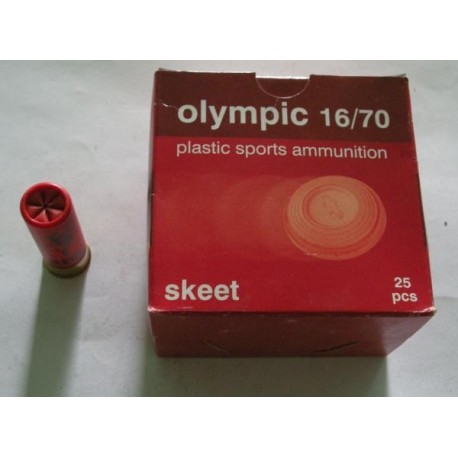 olympic 16/70
plastic sports ammunition
skeet
25
pcs